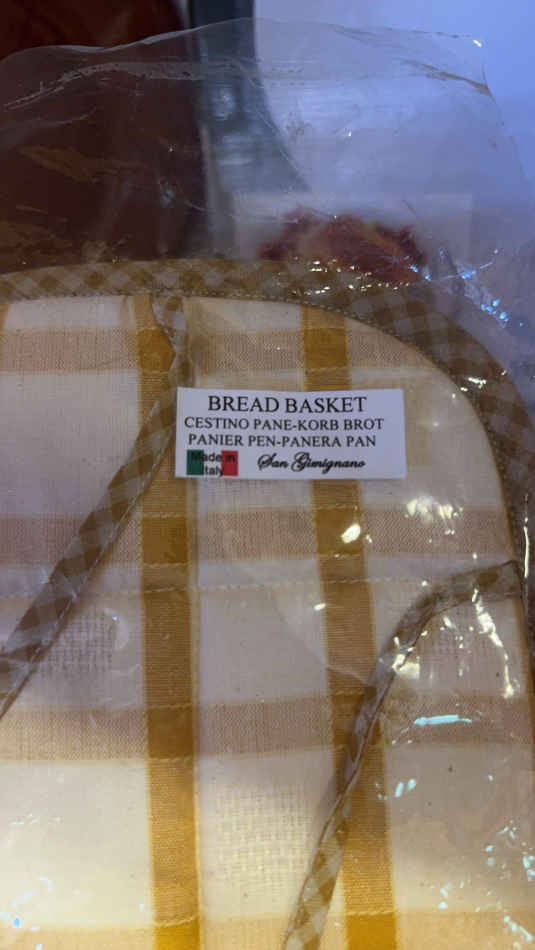 BREAD BASKET
CESTINO PANE-KORB BROT
PANIER PEN-PANERA PAN
Made in
Italy
San Gimignano